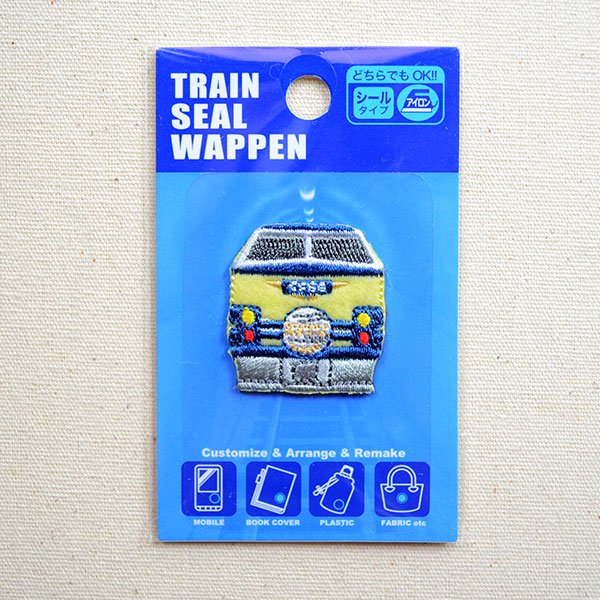 TRAIN
SEAL
WAPPEN
どちらでもOK!!
シール
タイプ
アイロン
Customize & Arrange & Remake
MOBILE
BOOK COVER
PLASTIC
FABRIC etc